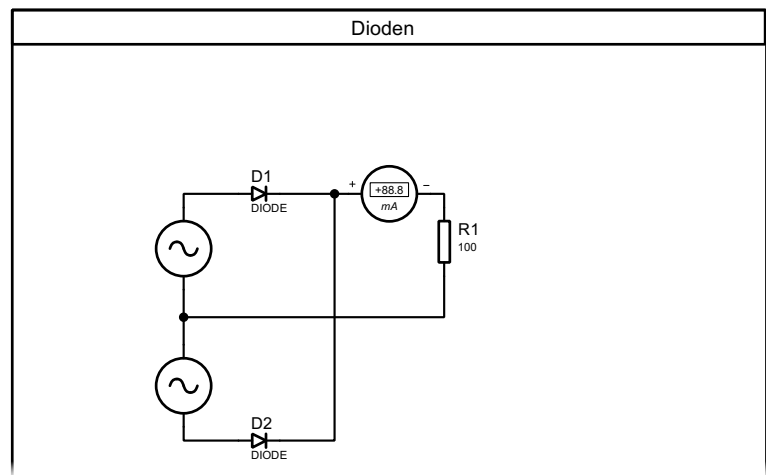 Dioden
D1
DIODE
+ +88.8 −
mA
R1
100
D2
DIODE